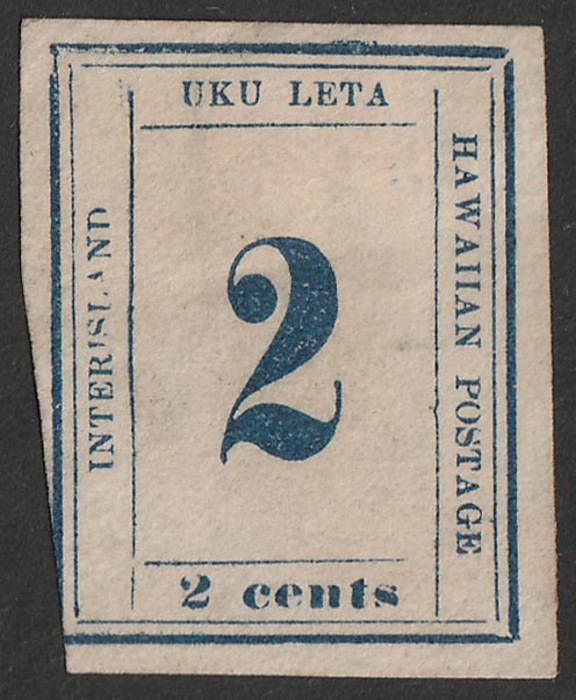 UKU LETA
INTERISLAND
HAWAIIAN POSTAGE
2
2 cents